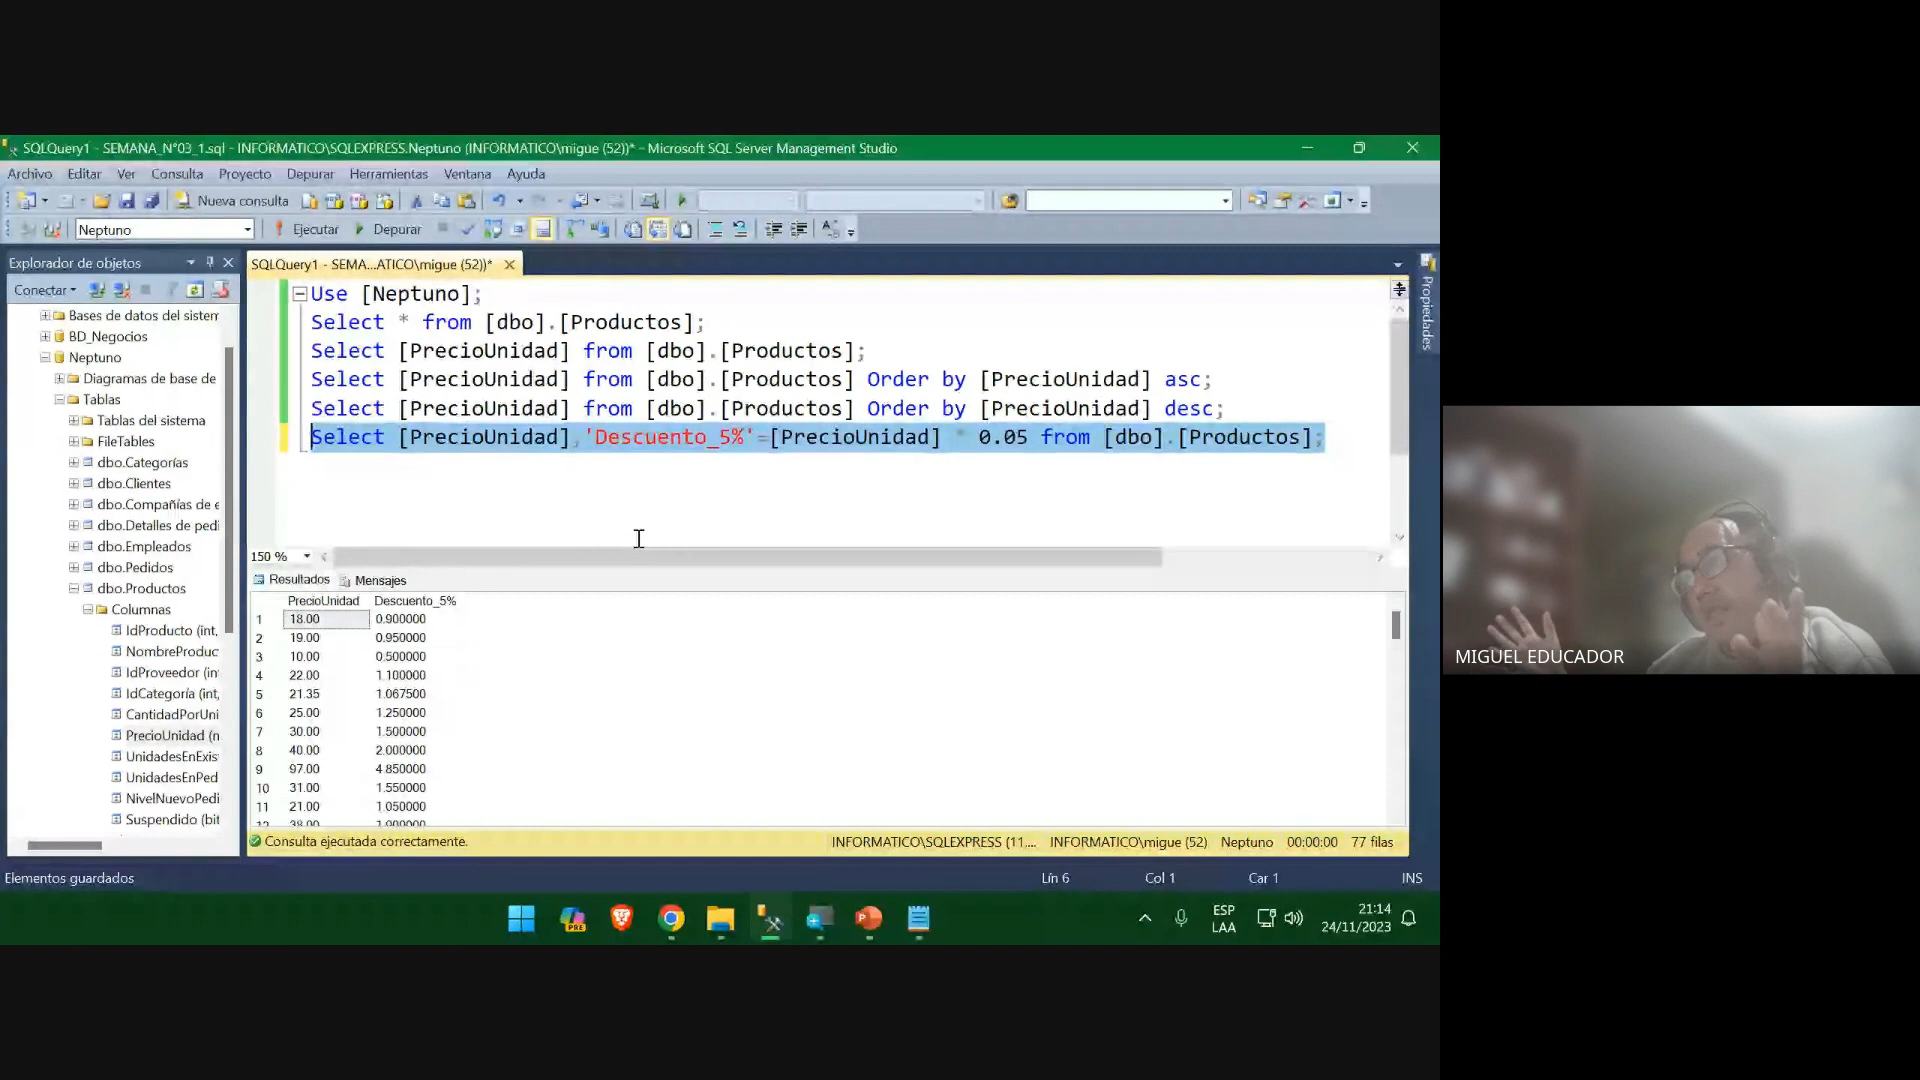 SQLQuery1 - SEMANA_N°03_1.sql - INFORMATICO\SQLEXPRESS.Neptuno (INFORMATICO\migue (52))* - Microsoft SQL Server Management Studio
Archivo Editar Ver Consulta Proyecto Depurar Herramientas Ventana Ayuda
Nueva consulta
Neptuno Ejecutar Depurar
Explorador de objetos
SQLQuery1 - SEMA...ATICO\migue (52))*
Conectar
Bases de datos del sistem
BD_Negocios
Neptuno
Diagramas de base de
Tablas
Tablas del sistema
FileTables
dbo.Categorías
dbo.Clientes
dbo.Compañías de e
dbo.Detalles de pedi
dbo.Empleados
dbo.Pedidos
dbo.Productos
Columnas
IdProducto (int,
NombreProduc
IdProveedor (in
IdCategoría (int,
CantidadPorUni
PrecioUnidad (n
UnidadesEnExis
UnidadesEnPed
NivelNuevoPedi
Suspendido (bit
Use [Neptuno];
Select * from [dbo].[Productos];
Select [PrecioUnidad] from [dbo].[Productos];
Select [PrecioUnidad] from [dbo].[Productos] Order by [PrecioUnidad] asc;
Select [PrecioUnidad] from [dbo].[Productos] Order by [PrecioUnidad] desc;
Select [PrecioUnidad],'Descuento_5%'=[PrecioUnidad] * 0.05 from [dbo].[Productos];
150 %
Resultados Mensajes
PrecioUnidad Descuento_5%
1 18.00 0.900000
2 19.00 0.950000
3 10.00 0.500000
4 22.00 1.100000
5 21.35 1.067500
6 25.00 1.250000
7 30.00 1.500000
8 40.00 2.000000
9 97.00 4.850000
10 31.00 1.550000
11 21.00 1.050000
12 38.00 1.900000
Consulta ejecutada correctamente. INFORMATICO\SQLEXPRESS (11.... INFORMATICO\migue (52) Neptuno 00:00:00 77 filas
Propiedades
Elementos guardados Lín 6 Col 1 Car 1 INS
PRE
ESP
LAA
21:14
24/11/2023
MIGUEL EDUCADOR